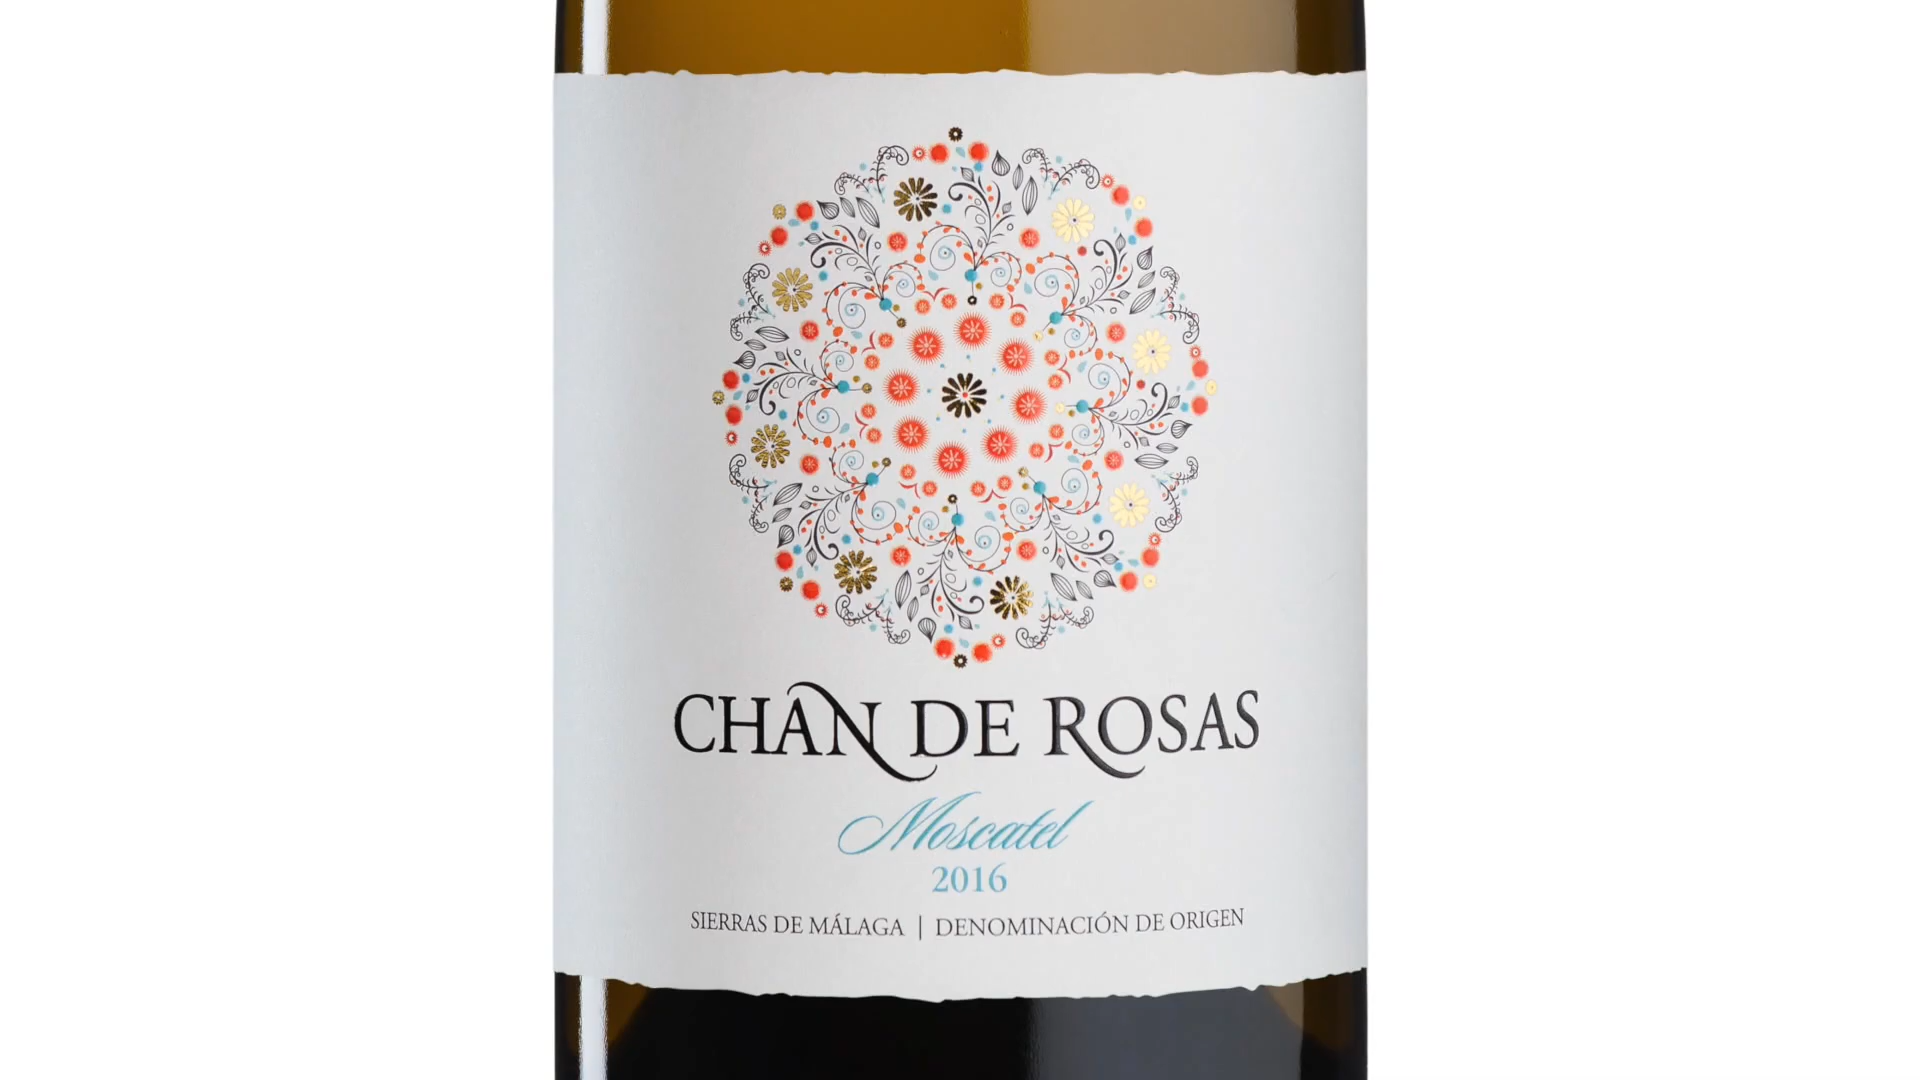 CHAN DE ROSAS
Moscatel
2016
SIERRAS DE MÁLAGA | DENOMINACIÓN DE ORIGEN